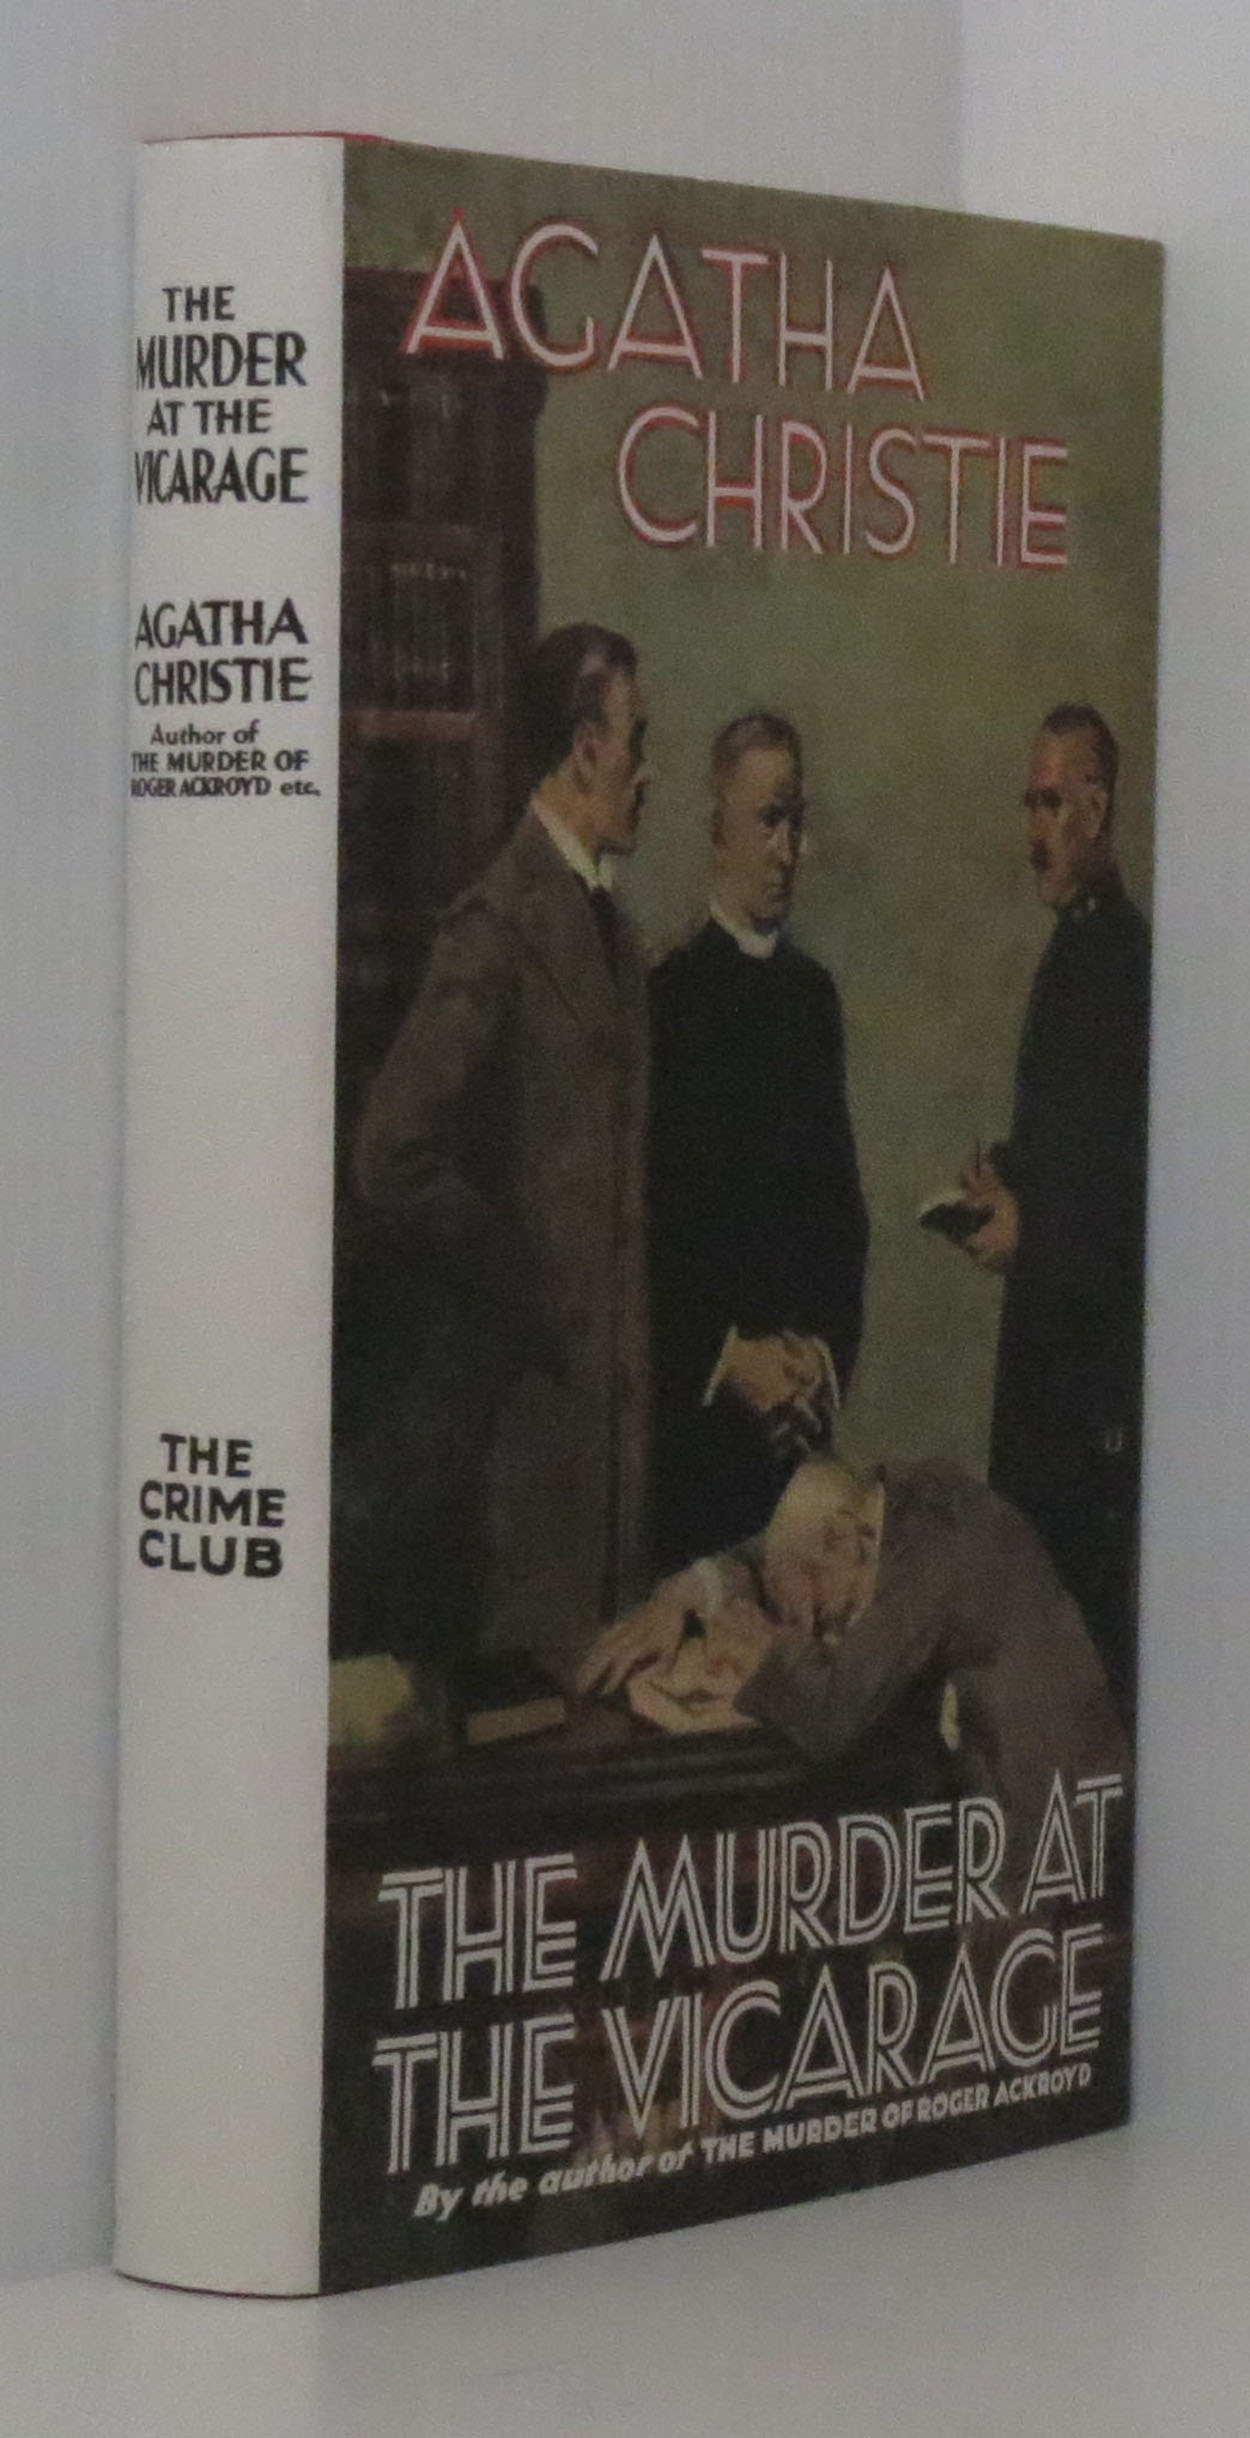 THE
MURDER
AT THE
VICARAGE
AGATHA
CHRISTIE
Author of
THE MURDER OF
ROGER ACKROYD etc.
THE
CRIME
CLUB
AGATHA
CHRISTIE
THE MURDER AT
THE VICARAGE
By the author of THE MURDER OF ROGER ACKROYD